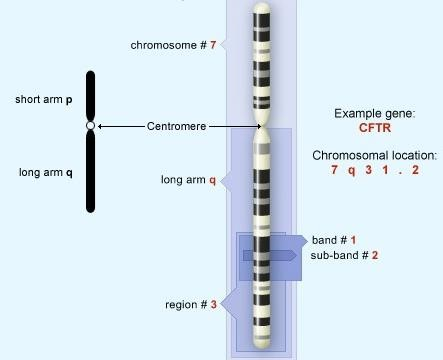 chromosome # 7
short arm p
Centromere
long arm q
Example gene:
CFTR
Chromosomal location:
7 q 3 1 . 2
long arm q
band # 1
sub-band # 2
region # 3